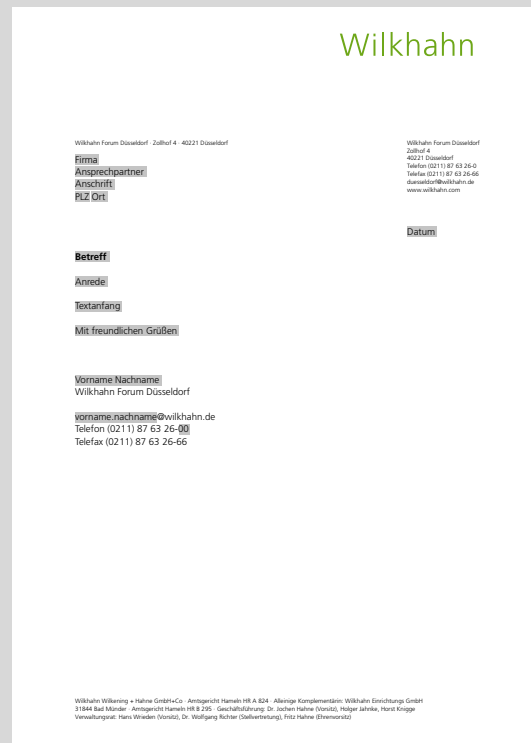 Wilkhahn
Wilkhahn Forum Düsseldorf · Zollhof 4 · 40221 Düsseldorf
Firma
Ansprechpartner
Anschrift
PLZ Ort
Wilkhahn Forum Düsseldorf
Zollhof 4
40221 Düsseldorf
Telefon (0211) 87 63 26-0
Telefax (0211) 87 63 26-66
duesseldorf@wilkhahn.de
www.wilkhahn.com
Datum
Betreff
Anrede
Textanfang
Mit freundlichen Grüßen
Vorname Nachname
Wilkhahn Forum Düsseldorf
vorname.nachname@wilkhahn.de
Telefon (0211) 87 63 26-00
Telefax (0211) 87 63 26-66
Wilkhahn Wilkening + Hahne GmbH+Co · Amtsgericht Hameln HR A 824 · Alleinige Komplementärin: Wilkhahn Einrichtungs GmbH
31844 Bad Münder · Amtsgericht Hameln HR B 295 · Geschäftsführung: Dr. Jochen Hahne (Vorsitz), Holger Jahnke, Horst Knigge
Verwaltungsrat: Hans Wrieden (Vorsitz), Dr. Wolfgang Richter (Stellvertretung), Fritz Hahne (Ehrenvorsitz)